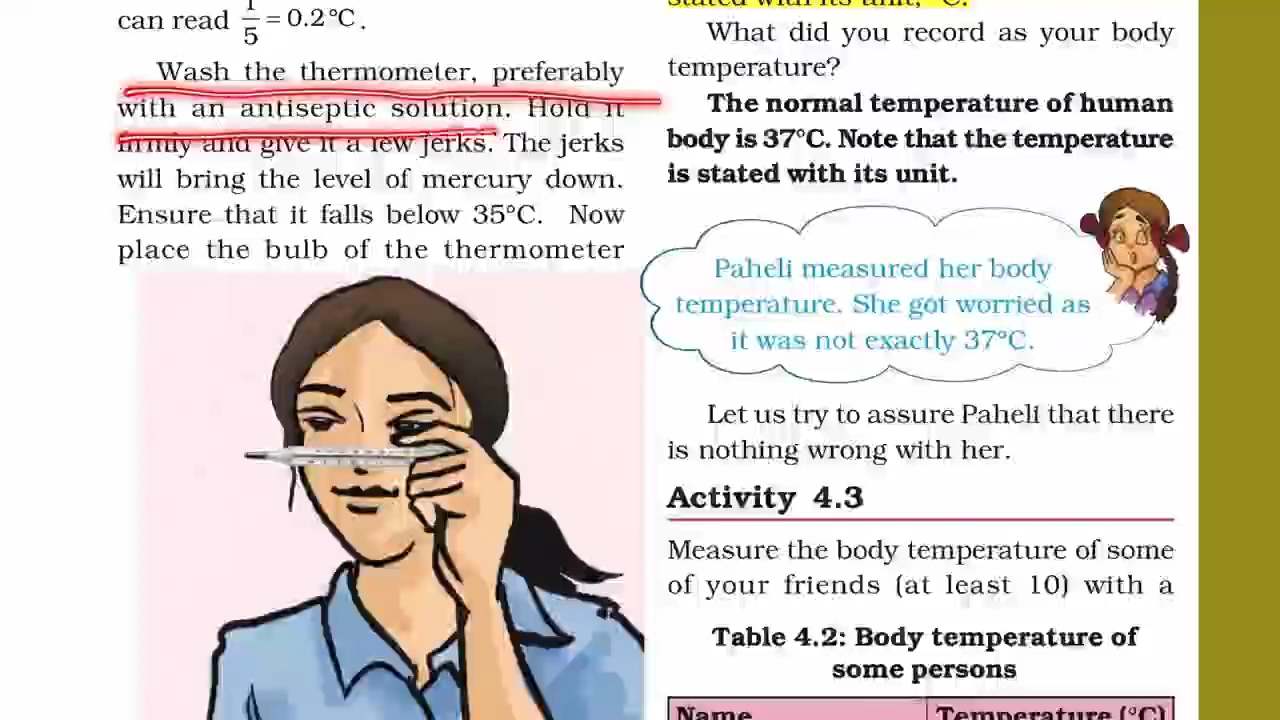 can read 1/5 = 0.2 °C.
Wash the thermometer, preferably
with an antiseptic solution. Hold it
firmly and give it a few jerks. The jerks
will bring the level of mercury down.
Ensure that it falls below 35°C. Now
place the bulb of the thermometer
stated with its unit, °C.
What did you record as your body
temperature?
The normal temperature of human
body is 37°C. Note that the temperature
is stated with its unit.
Paheli measured her body
temperature. She got worried as
it was not exactly 37°C.
Let us try to assure Paheli that there
is nothing wrong with her.
Activity 4.3
Measure the body temperature of some
of your friends (at least 10) with a
Table 4.2: Body temperature of
some persons
Name Temperature (°C)